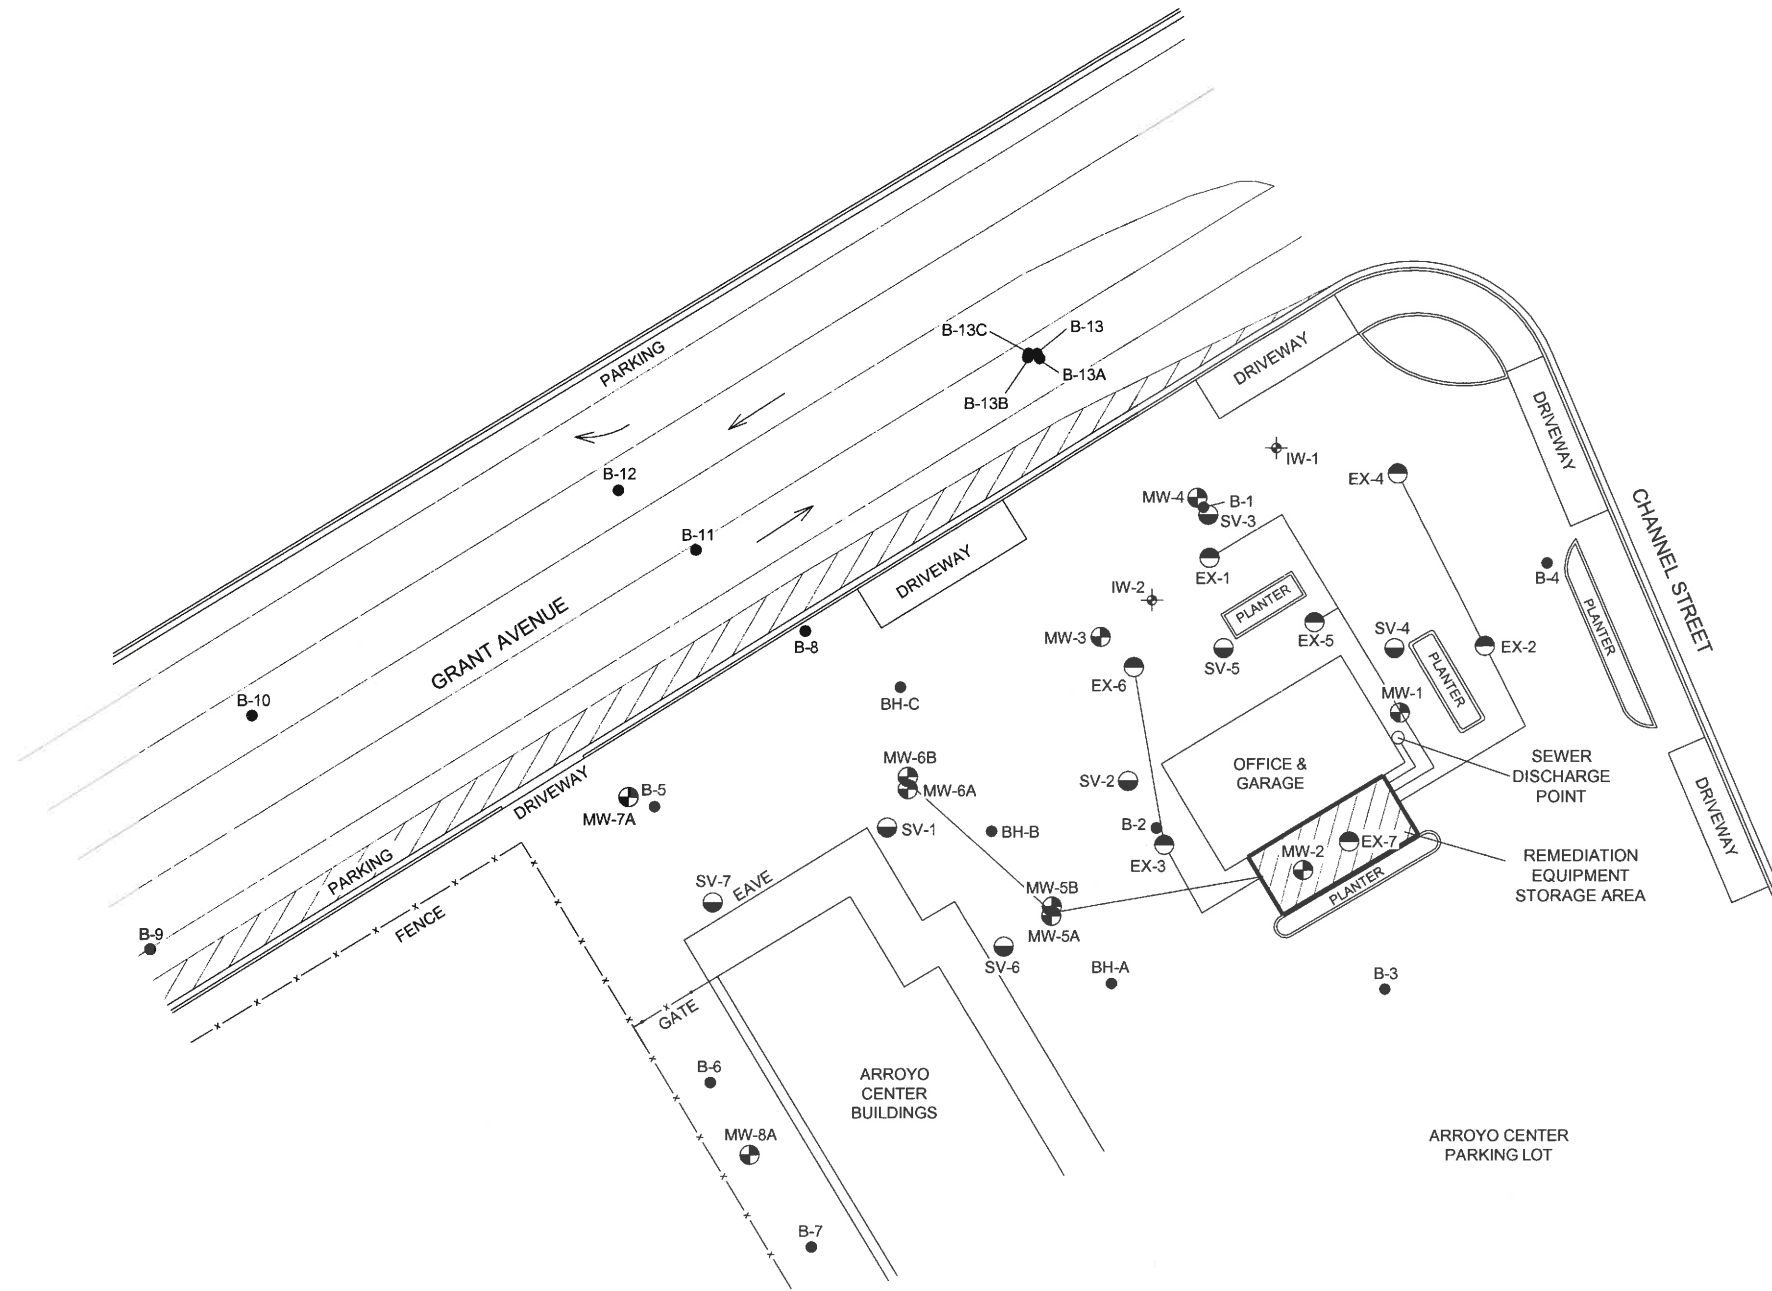 B-13C
B-13
PARKING
B-13A
DRIVEWAY
B-13B
DRIVEWAY
IW-1
B-12
EX-4
MW-4
B-1
SV-3
B-11
CHANNEL STREET
DRIVEWAY
EX-1
B-4
IW-2
PLANTER
GRANT AVENUE
PLANTER
MW-3
EX-5
SV-4
B-8
SV-5
EX-2
EX-6
PLANTER
B-10
BH-C
MW-1
MW-6B
OFFICE &
GARAGE
SEWER
DISCHARGE
POINT
SV-2
DRIVEWAY
MW-6A
B-5
DRIVEWAY
MW-7A
SV-1
BH-B
B-2
EX-7
EX-3
MW-2
REMEDIATION
EQUIPMENT
STORAGE AREA
PARKING
SV-7
EAVE
MW-5B
PLANTER
FENCE
B-9
MW-5A
SV-6
BH-A
B-3
GATE
B-6
ARROYO
CENTER
BUILDINGS
MW-8A
ARROYO CENTER
PARKING LOT
B-7